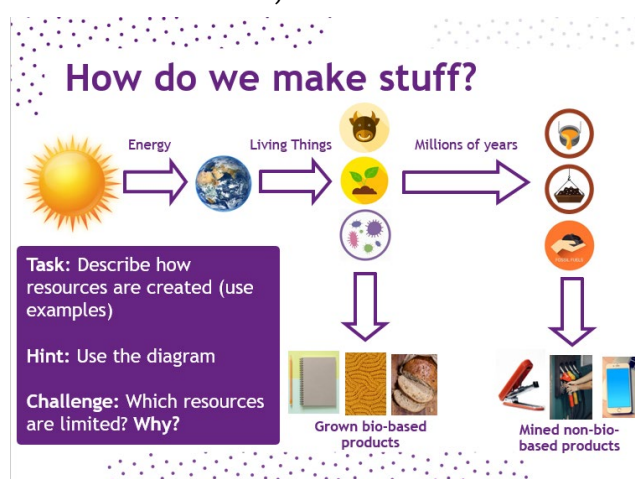 How do we make stuff?
Energy
Living Things
Millions of years
Task: Describe how
resources are created (use
examples)
Hint: Use the diagram
Challenge: Which resources
are limited? Why?
Grown bio-based
products
Mined non-bio-
based products